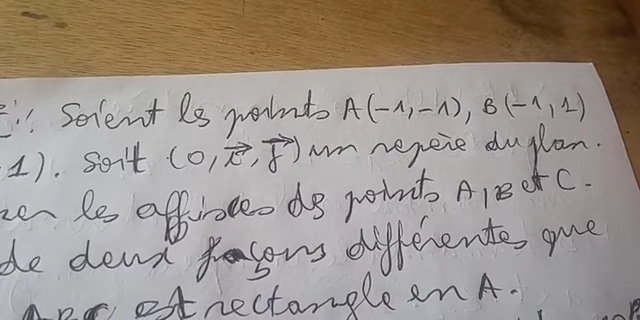 Soient les points A(-1,-1), B(-1,1)
1). Soit (O, i, j) un repère du plan.
les affixes des points A, B et C.
de deux façons différentes que
ABC est rectangle en A.